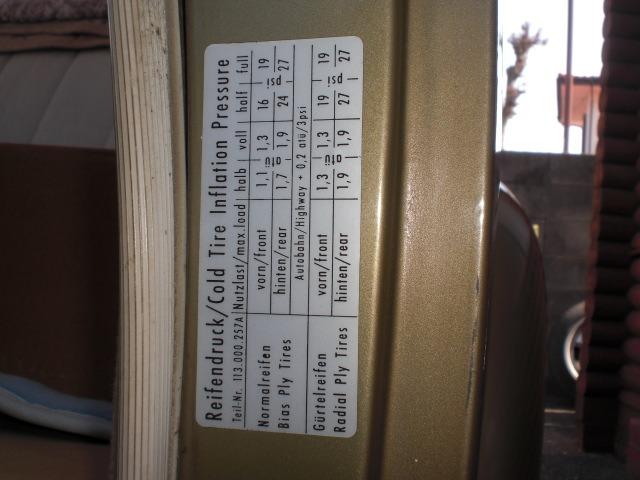 Reifendruck/Cold Tire Inflation Pressure
Teil-Nr. 113.000.257A Nutzlast/max.load halb voll half full
Normalreifen vorn/front 1,1 atü 1,3 16 psi 19
Bias Ply Tires hinten/rear 1,7 1,9 24 27
Autobahn/Highway + 0,2 atü/3psi
Gürtelreifen vorn/front 1,3 atü 1,3 19 psi 19
Radial Ply Tires hinten/rear 1,9 1,9 27 27